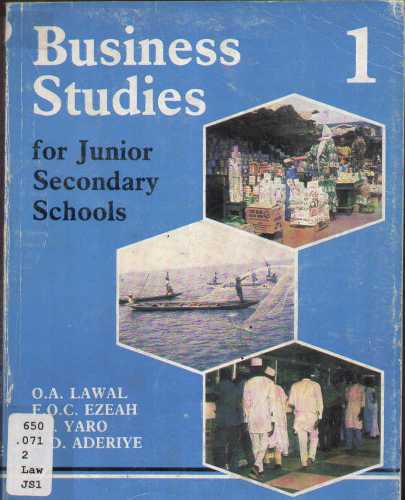 Business
Studies
1
for Junior
Secondary
Schools
O.A. LAWAL
E.O.C. EZEAH
YARO
D. ADERIYE
650
.071
2
Law
JS1